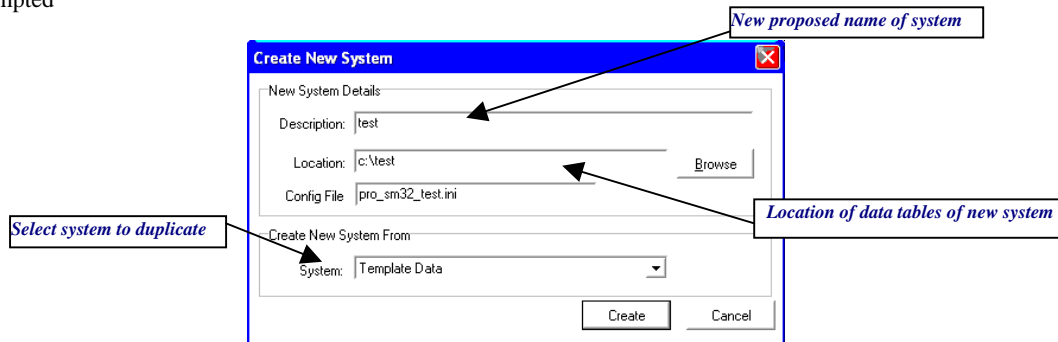 New proposed name of system
Create New System
New System Details
Description: test
Location: c:\test
Browse
Config File pro_sm32_test.ini
Location of data tables of new system
Select system to duplicate
Create New System From
System: Template Data
Create Cancel